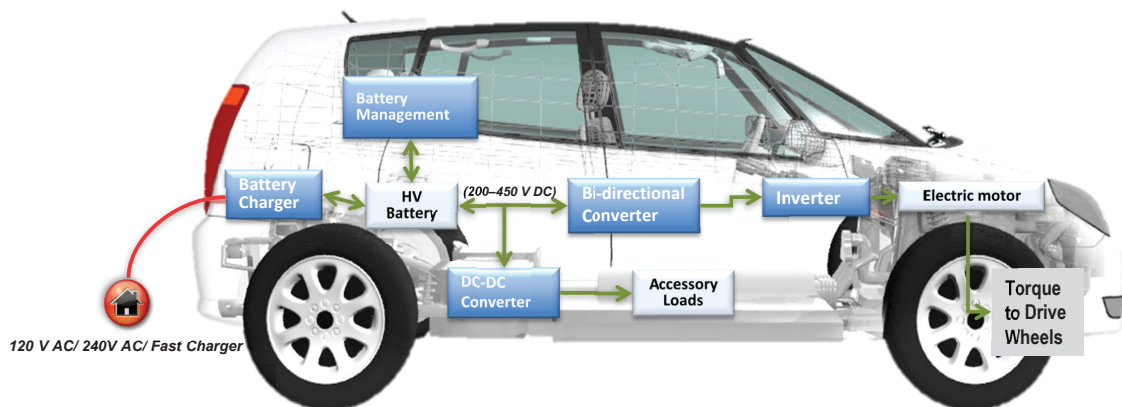 Battery
Management
Battery
Charger
HV
Battery
(200–450 V DC)
Bi-directional
Converter
Inverter
Electric motor
DC-DC
Converter
Accessory
Loads
Torque
to Drive
Wheels
120 V AC/ 240V AC/ Fast Charger